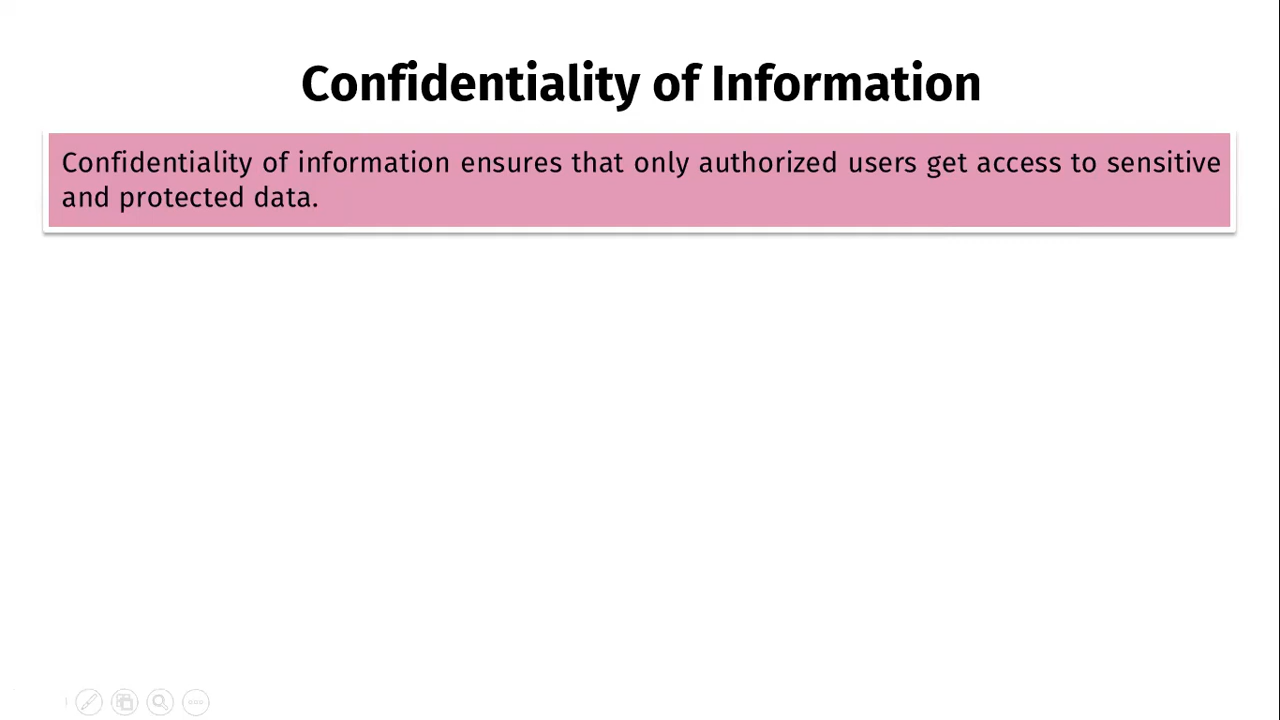 Confidentiality of Information
Confidentiality of information ensures that only authorized users get access to sensitive
and protected data.